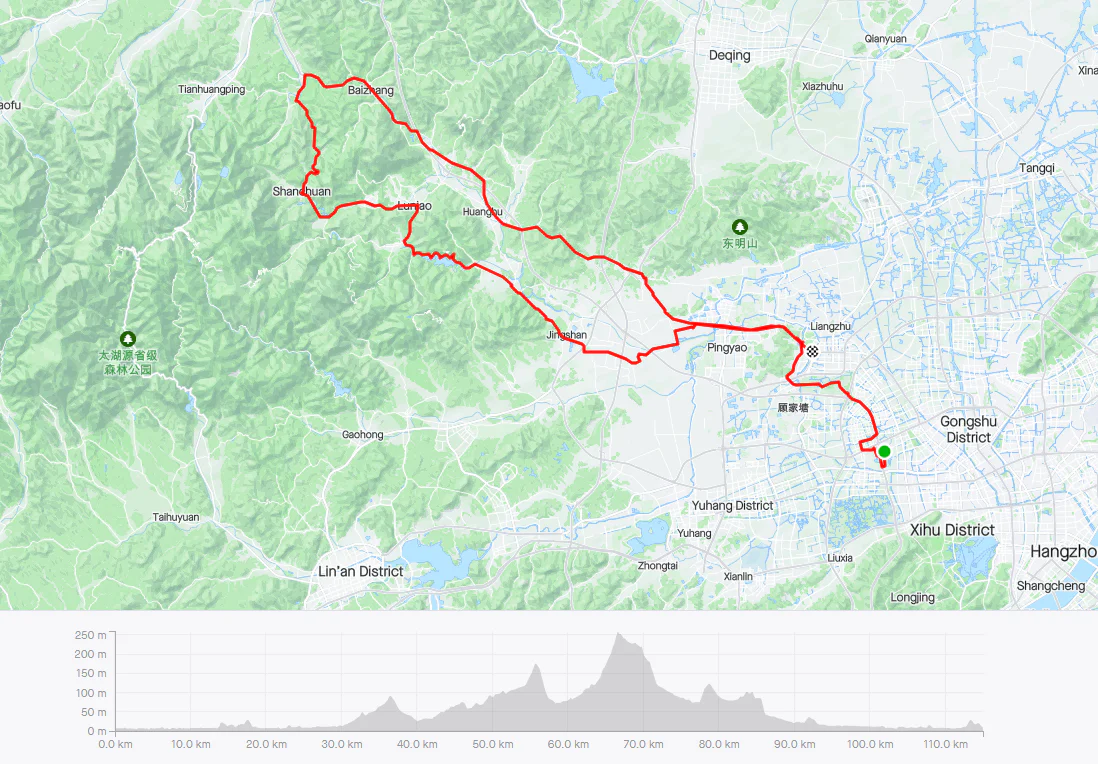 Qianyuan
Deqing
Xina
Tianhuangping
Baizhang
Xiazhuhu
aofu
Tangqi
Shanchuan
Luniao
Huanghu
东明山
Liangzhu
Jingshan
Pingyao
太湖源省级
森林公园
顾家塘
Gongshu
District
Gaohong
Yuhang District
Taihuyuan
Yuhang
Xihu District
Hangzho
Liuxia
Zhongtai
Lin'an District
Xianlin
Shangcheng
Longjing
250 m
200 m
150 m
100 m
50 m
0 m
0.0 km 10.0 km 20.0 km 30.0 km 40.0 km 50.0 km 60.0 km 70.0 km 80.0 km 90.0 km 100.0 km 110.0 km